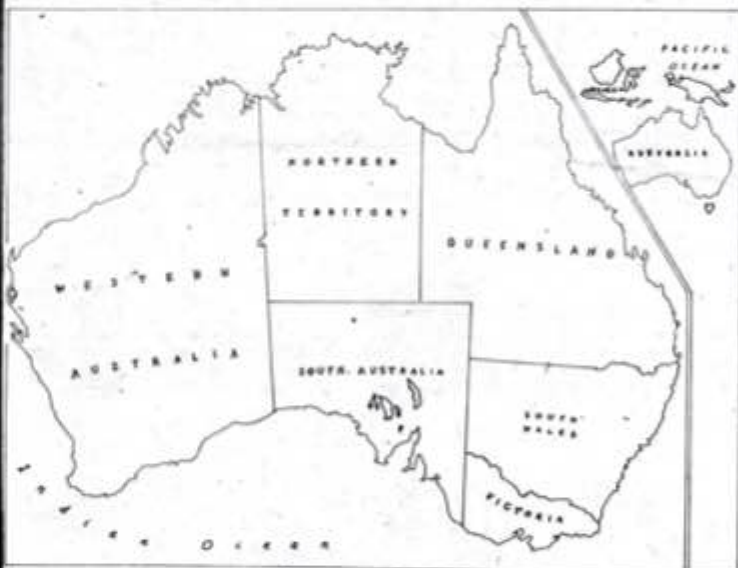 PACIFIC
OCEAN
AUSTRALIA
NORTHERN
TERRITORY
QUEENSLAND
WESTERN
AUSTRALIA
SOUTH AUSTRALIA
SOUTH
WALES
VICTORIA
Indian Ocean